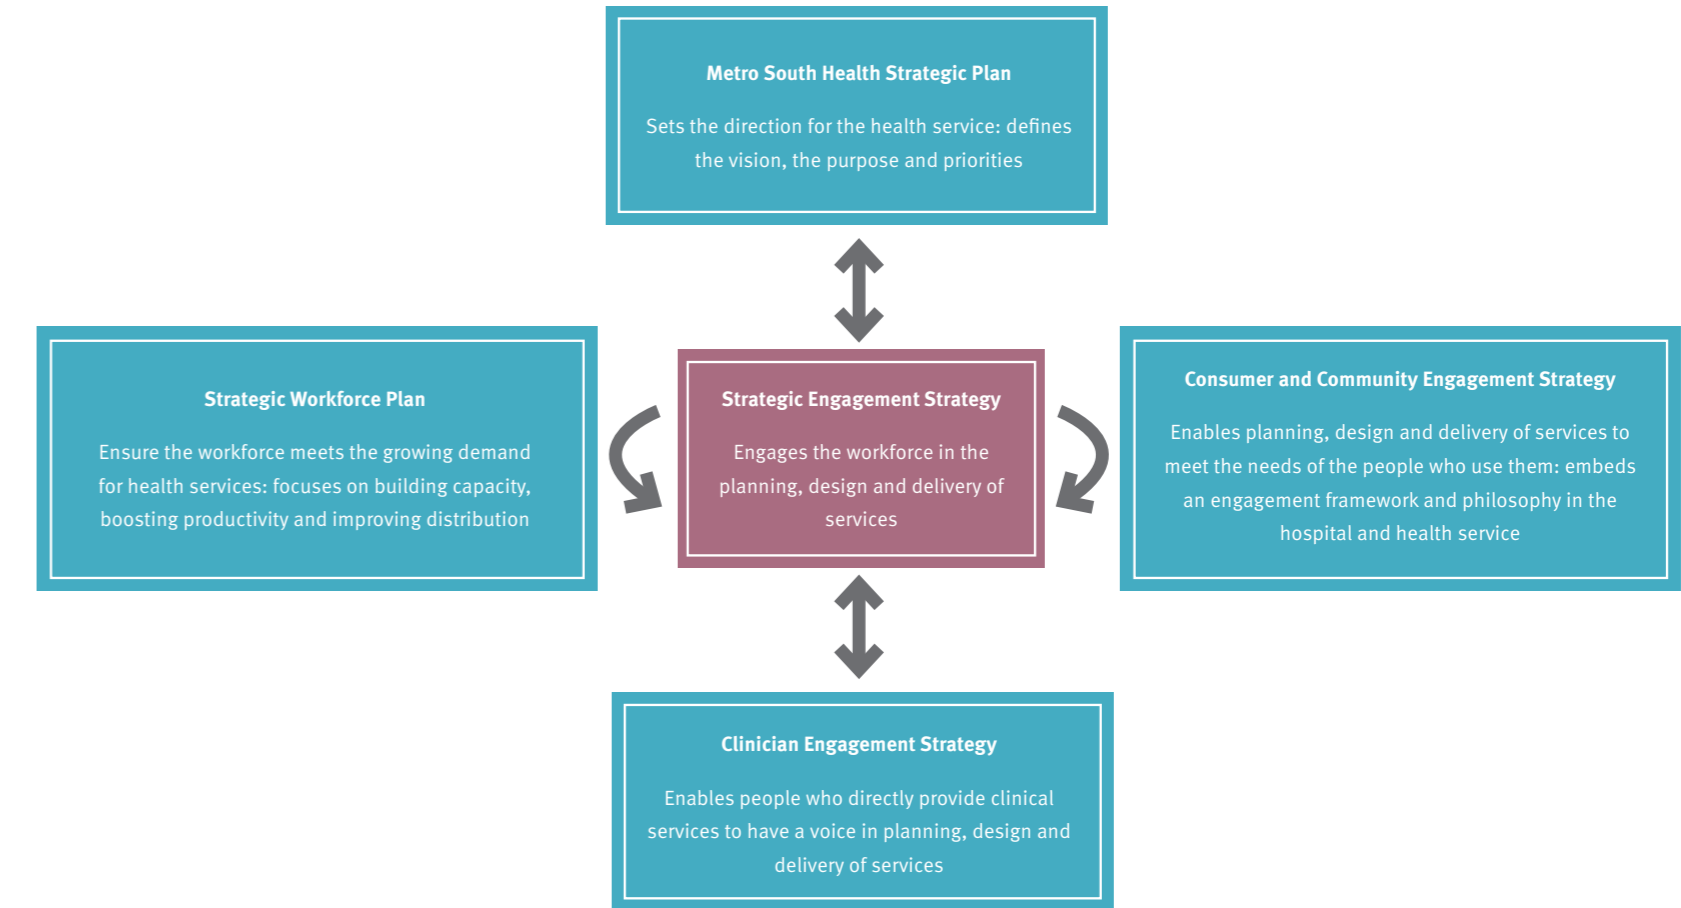 Metro South Health Strategic Plan
Sets the direction for the health service: defines
the vision, the purpose and priorities
Strategic Workforce Plan
Ensure the workforce meets the growing demand
for health services: focuses on building capacity,
boosting productivity and improving distribution
Strategic Engagement Strategy
Engages the workforce in the
planning, design and delivery of
services
Consumer and Community Engagement Strategy
Enables planning, design and delivery of services to
meet the needs of the people who use them: embeds
an engagement framework and philosophy in the
hospital and health service
Clinician Engagement Strategy
Enables people who directly provide clinical
services to have a voice in planning, design and
delivery of services